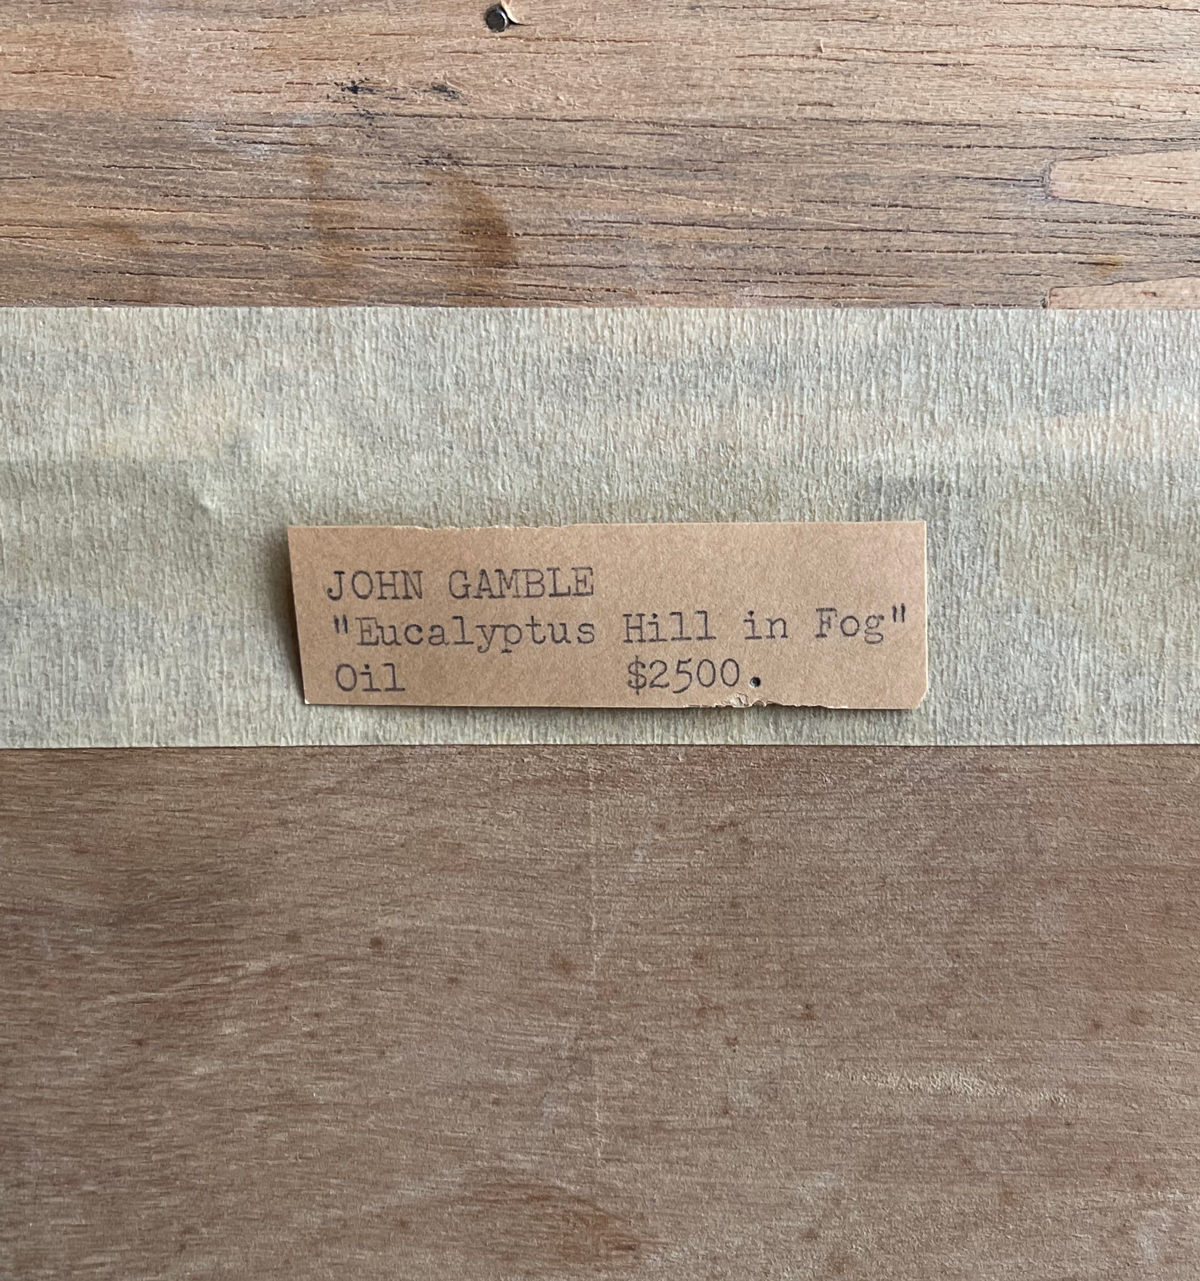 JOHN GAMBLE
"Eucalyptus Hill in Fog"
Oil $2500.